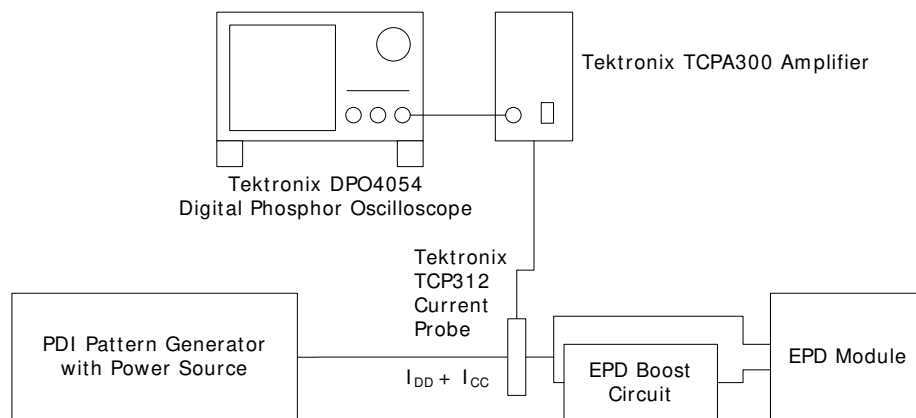 Tektronix TCPA300 Amplifier
Tektronix DPO4054
Digital Phosphor Oscilloscope
Tektronix
TCP312
Current
Probe
PDI Pattern Generator
with Power Source
IDD + ICC
EPD Boost
Circuit
EPD Module